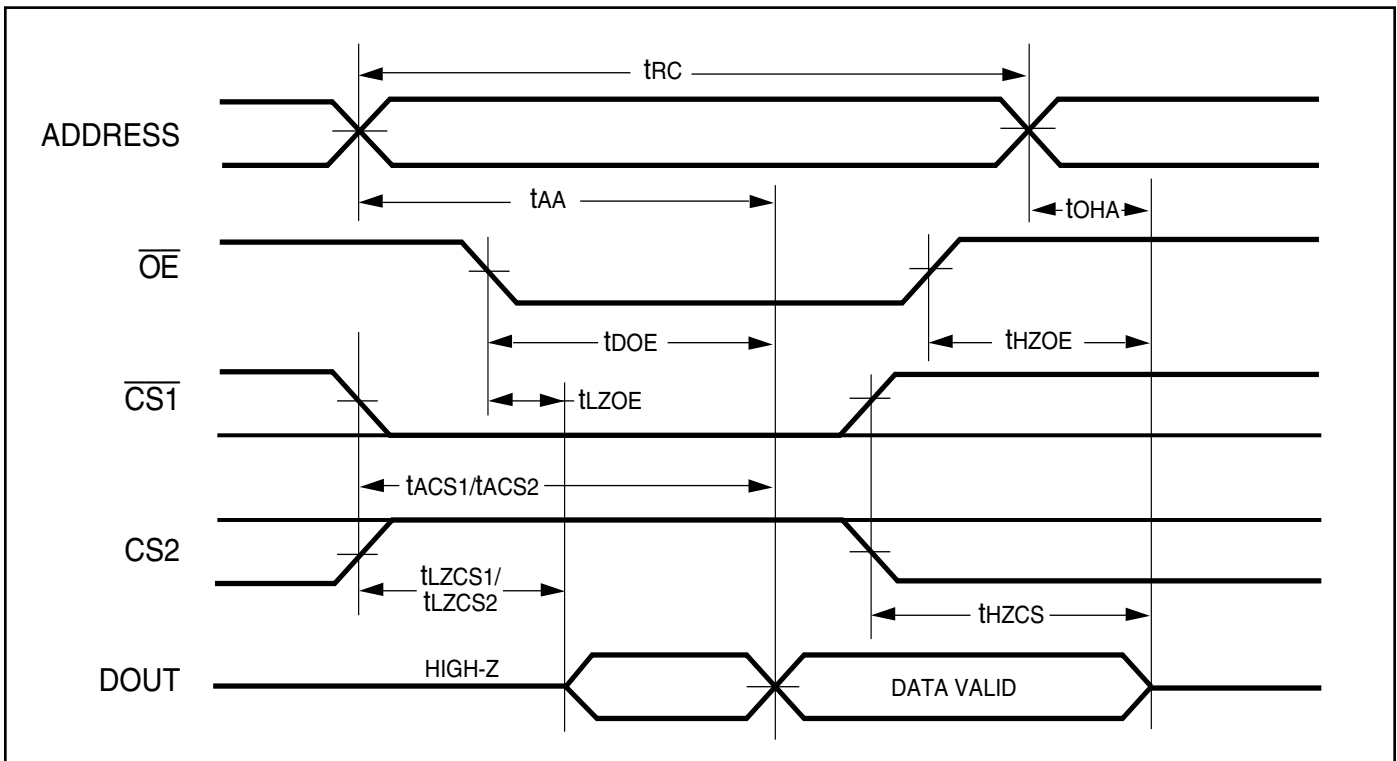 tRC
ADDRESS
tAA
tOHA
OE
tDOE
tHZOE
CS1
tLZOE
tACS1/tACS2
CS2
tLZCS1/
tLZCS2
tHZCS
DOUT
HIGH-Z
DATA VALID